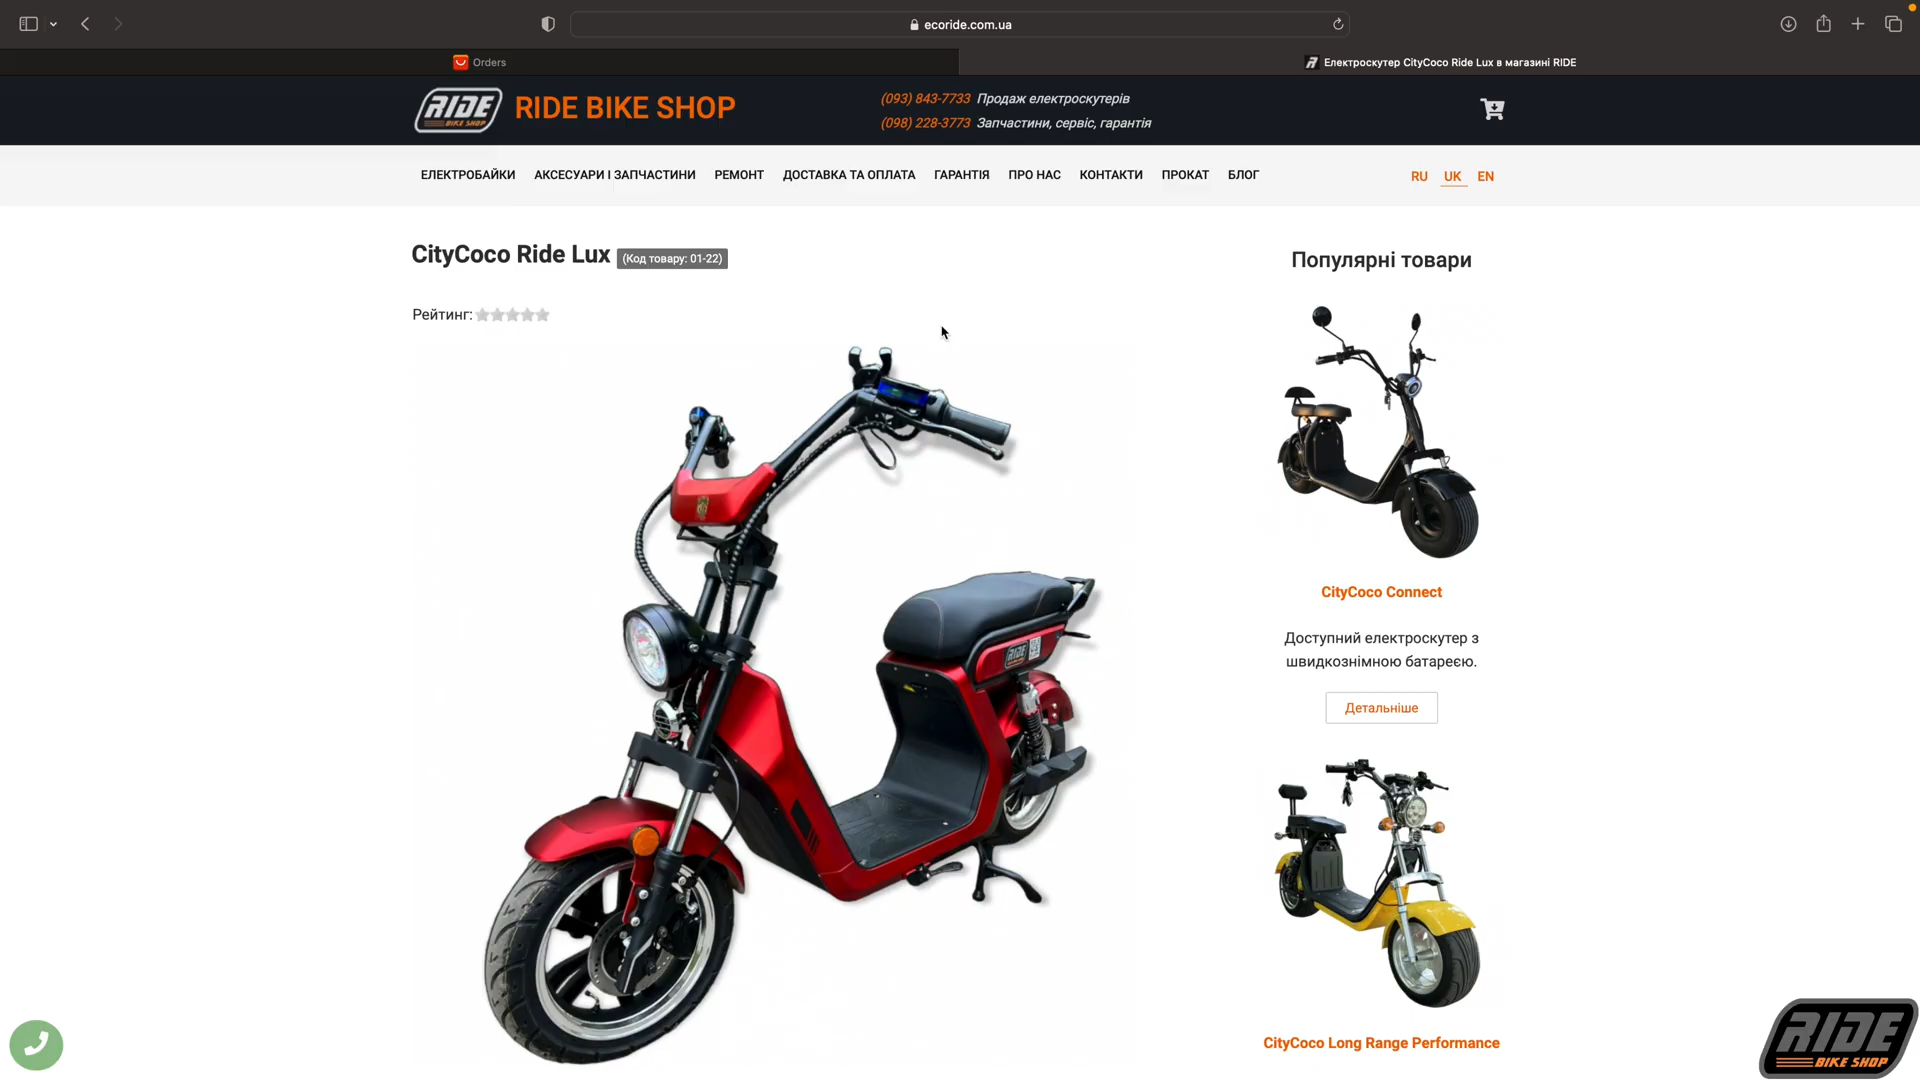 ecoride.com.ua
Orders
Електроскутер CityCoco Ride Lux в магазині RIDE
RIDE
BIKE SHOP
RIDE BIKE SHOP
(093) 843-7733 Продаж електроскутерів
(098) 228-3773 Запчастини, сервіс, гарантія
ЕЛЕКТРОБАЙКИ АКСЕСУАРИ І ЗАПЧАСТИНИ РЕМОНТ ДОСТАВКА ТА ОПЛАТА ГАРАНТІЯ ПРО НАС КОНТАКТИ ПРОКАТ БЛОГ
RU UK EN
CityCoco Ride Lux (Код товару: 01-22)
Рейтинг:
RIDE
Популярні товари
CityCoco Connect
Доступний електроскутер з
швидкознімною батареєю.
Детальніше
CityCoco Long Range Performance
RIDE
BIKE SHOP